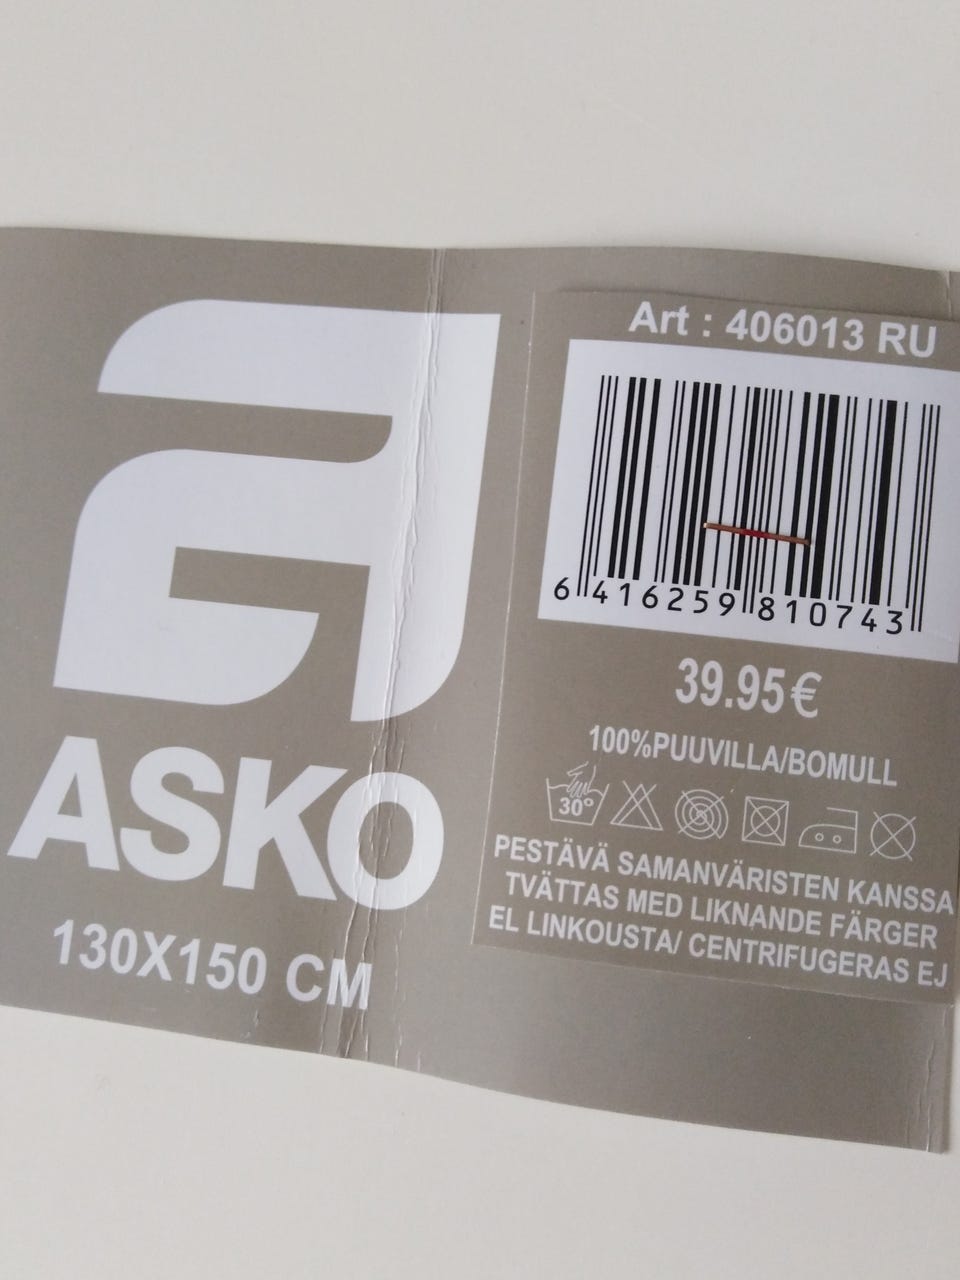 ASKO
130X150 CM
Art : 406013 RU
6 416259 810743
39.95€
100%PUUVILLA/BOMULL
30°
PESTÄVÄ SAMANVÄRISTEN KANSSA
TVÄTTAS MED LIKNANDE FÄRGER
EL LINKOUSTA/ CENTRIFUGERAS EJ